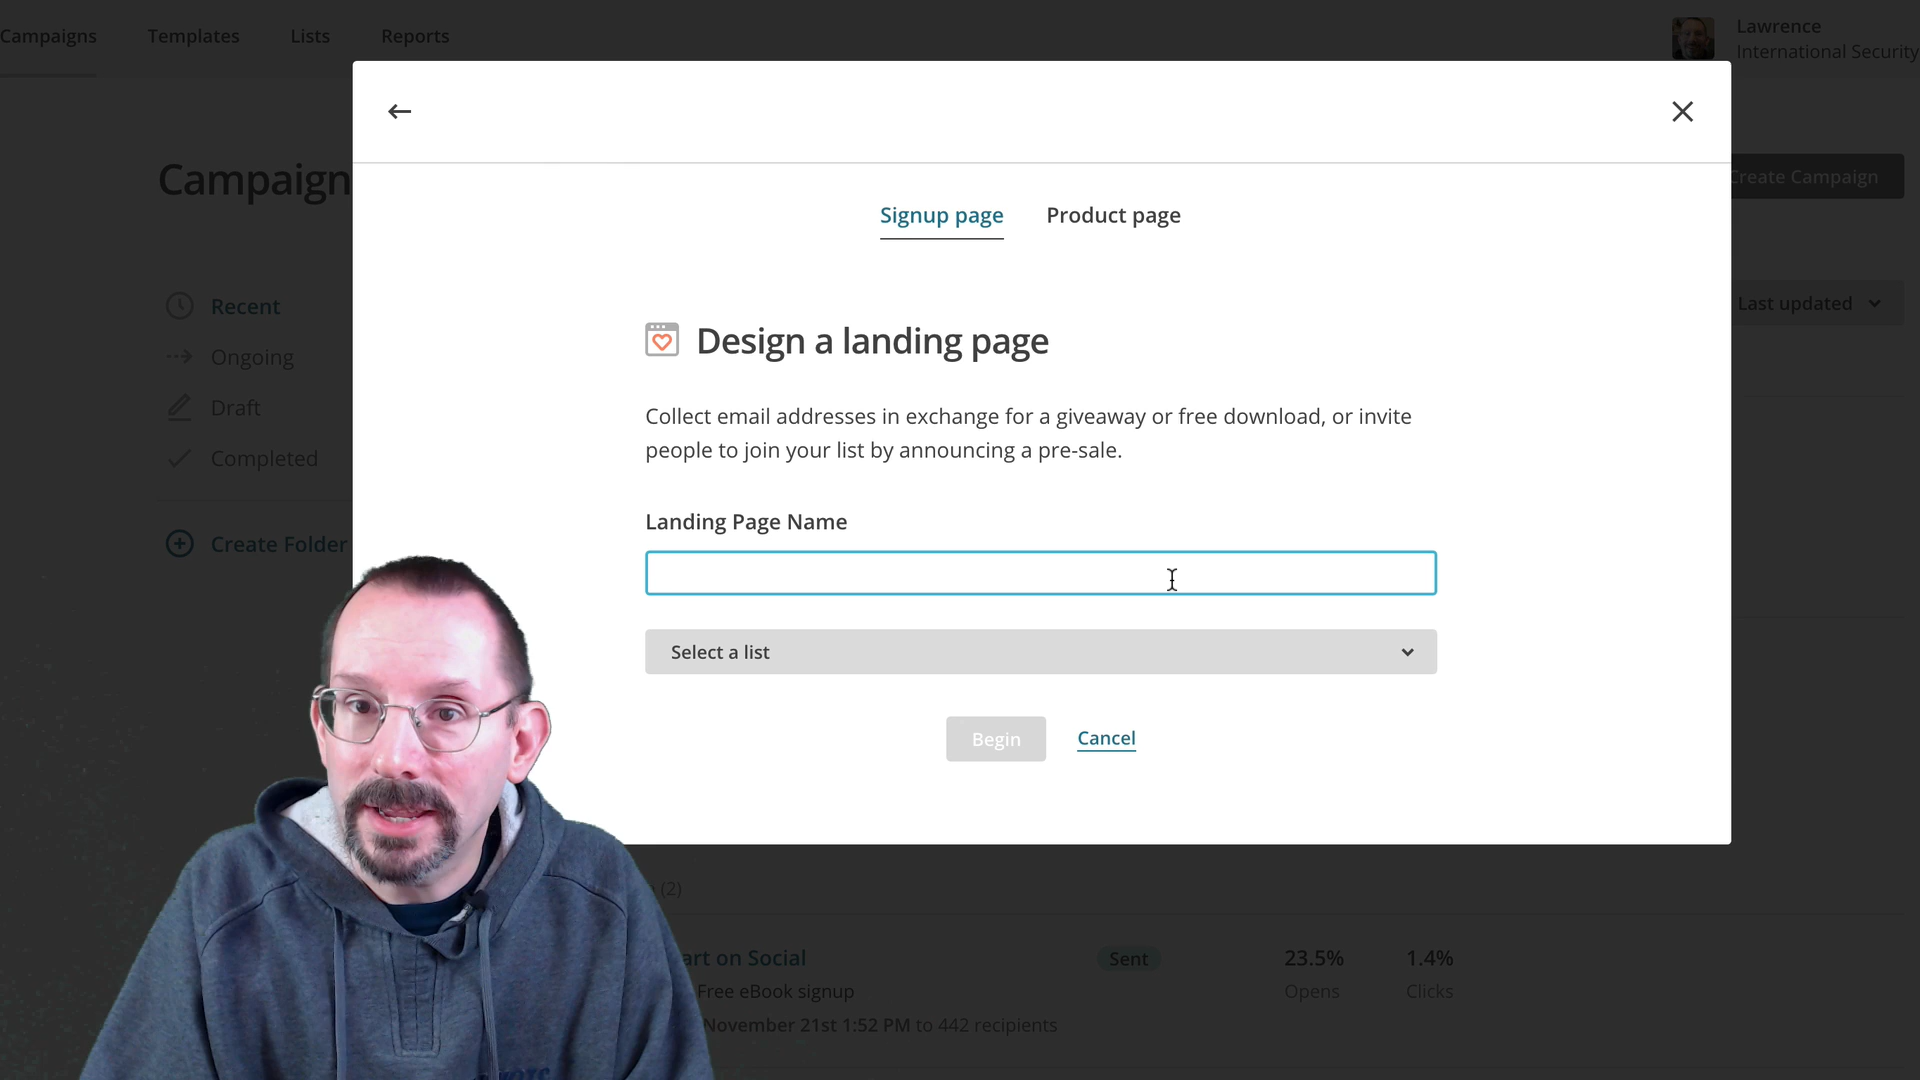 Campaigns Templates Lists Reports
Lawrence
International Security
Campaign
Create Campaign
Signup page Product page
Recent
Ongoing
Draft
Completed
Create Folder
Last updated
Design a landing page
Collect email addresses in exchange for a giveaway or free download, or invite
people to join your list by announcing a pre-sale.
Landing Page Name
Select a list
Begin Cancel
(2)
art on Social Sent 23.5% 1.4%
Free eBook signup Opens Clicks
November 21st 1:52 PM to 442 recipients